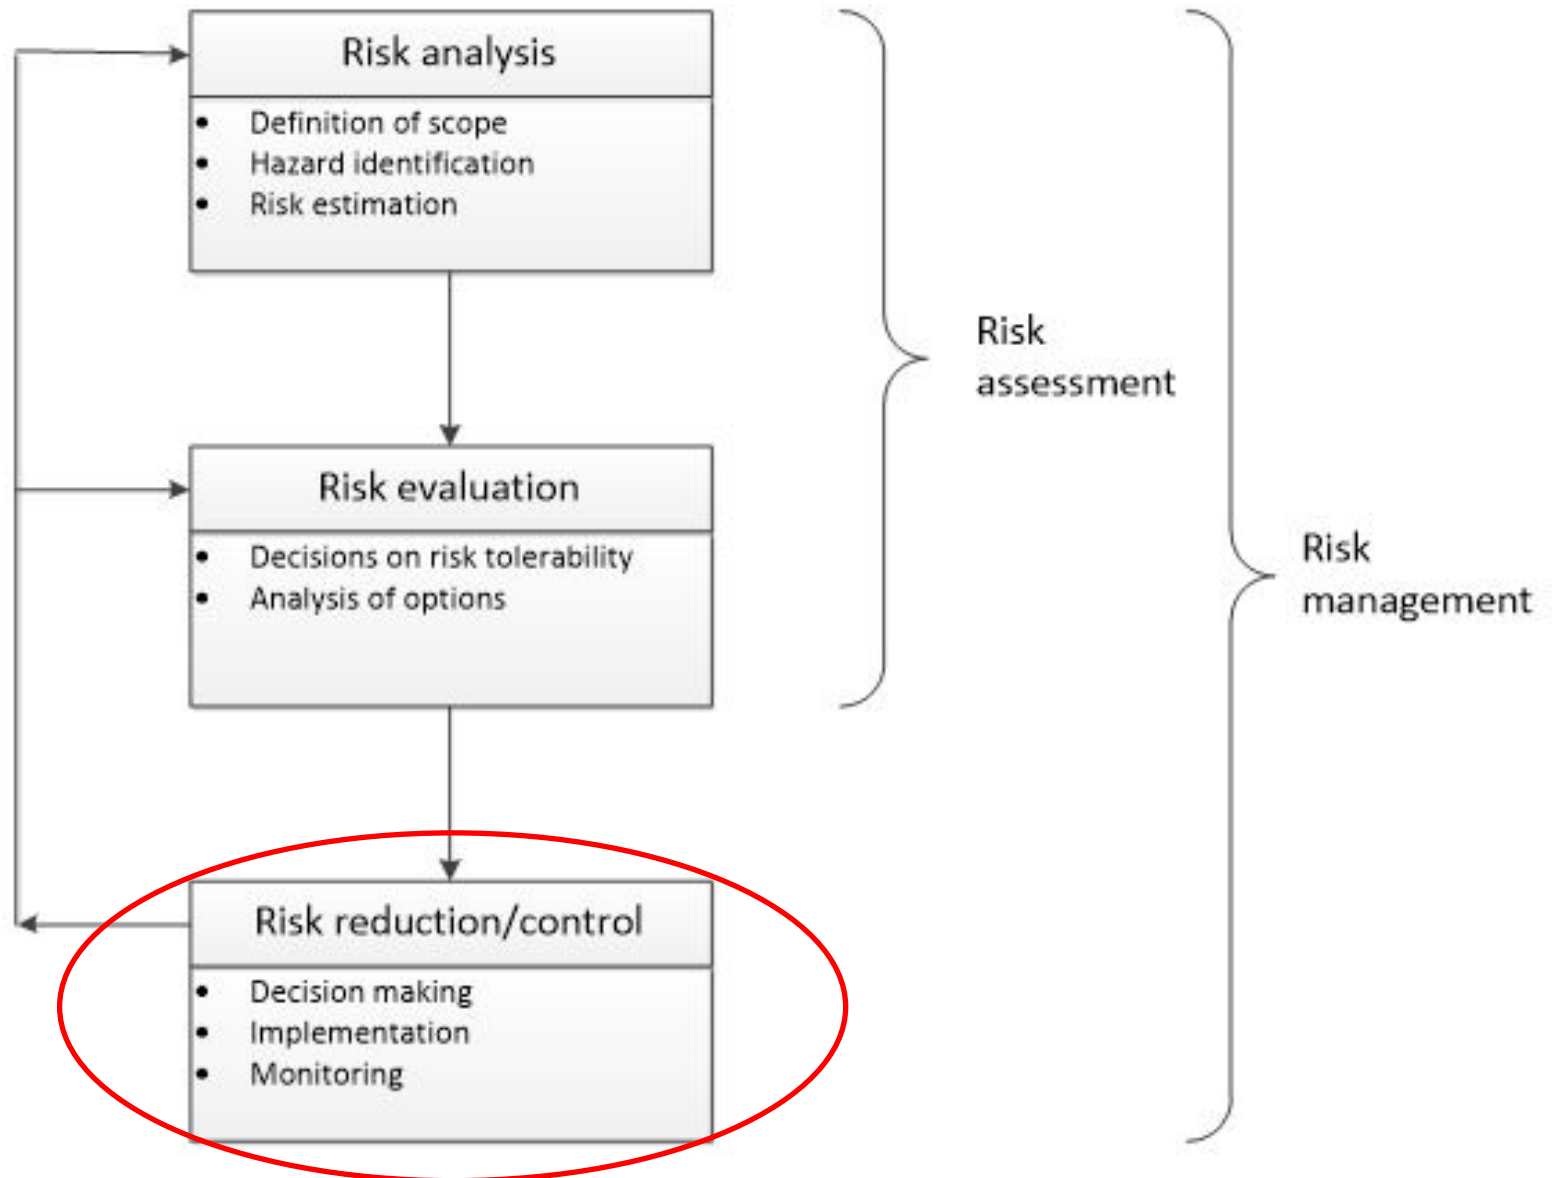 Risk analysis
• Definition of scope
• Hazard identification
• Risk estimation
Risk
assessment
Risk evaluation
• Decisions on risk tolerability
• Analysis of options
Risk
management
Risk reduction/control
• Decision making
• Implementation
• Monitoring